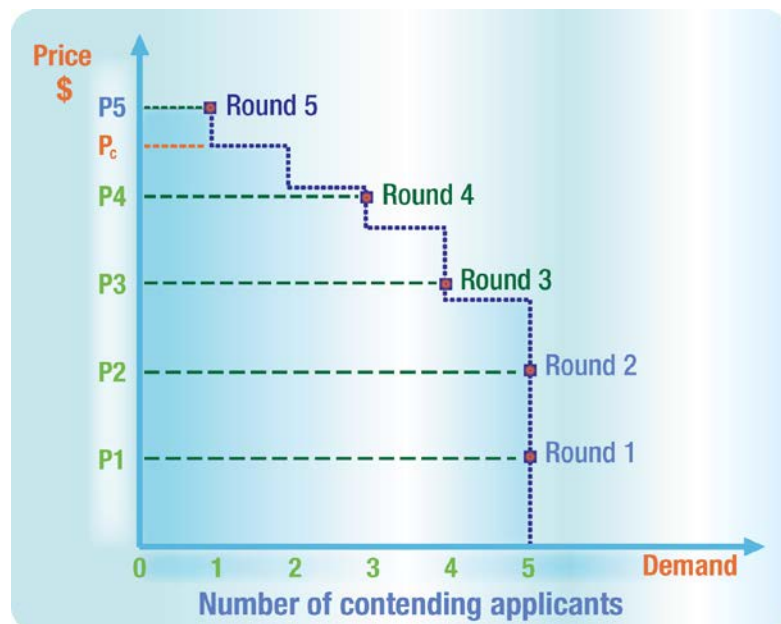 Price
$
P5
Round 5
Pc
P4
Round 4
P3
Round 3
P2
Round 2
P1
Round 1
0 1 2 3 4 5 Demand
Number of contending applicants